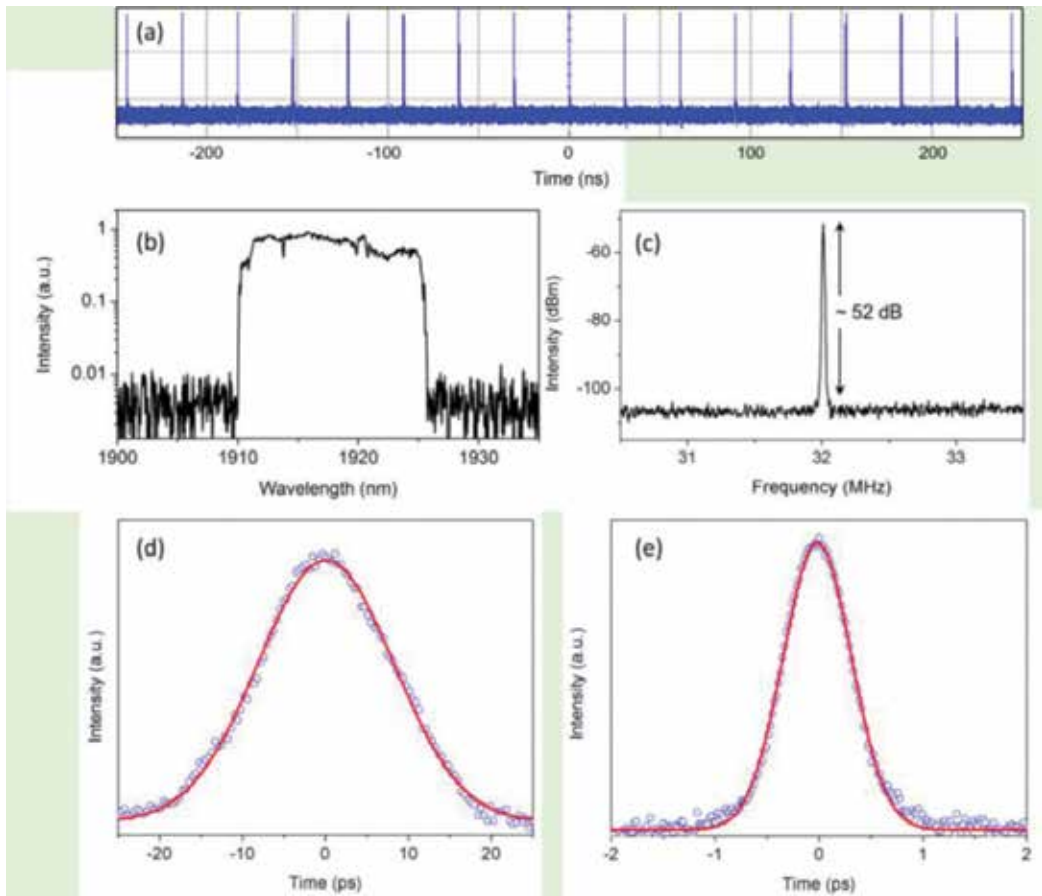 (a)
-200 -100 0 100 200
Time (ns)
(b)
1
0.1
0.01
Intensity (a.u.)
1900 1910 1920 1930
Wavelength (nm)
(c)
-60
-80
-100
Intensity (dBm)
~ 52 dB
31 32 33
Frequency (MHz)
(d)
Intensity (a.u.)
-20 -10 0 10 20
Time (ps)
(e)
Intensity (a.u.)
-2 -1 0 1 2
Time (ps)